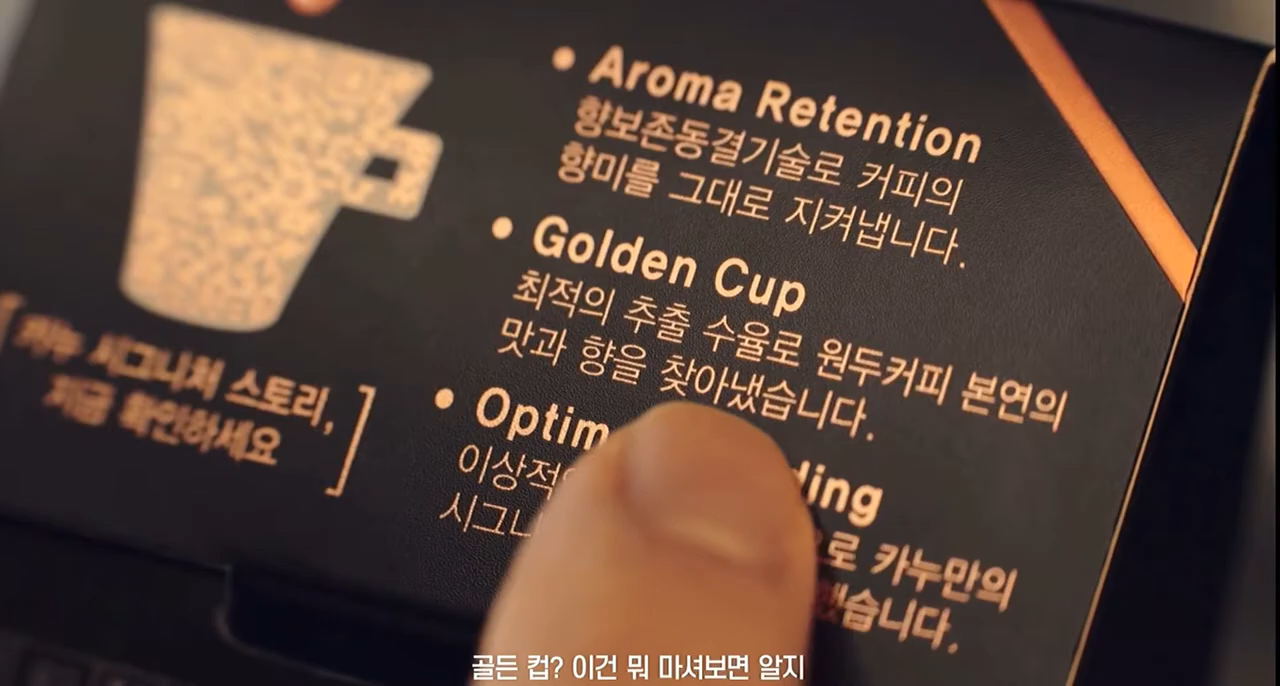 • Aroma Retention
향보존동결기술로 커피의
향미를 그대로 지켜냅니다.
• Golden Cup
최적의 추출 수율로 원두커피 본연의
맛과 향을 찾아냈습니다.
• Optim ding
이상적 로 카누만의
시그니 습니다.
[카누 시그니처 스토리,
지금 확인하세요]
골든 컵? 이건 뭐 마셔보면 알지